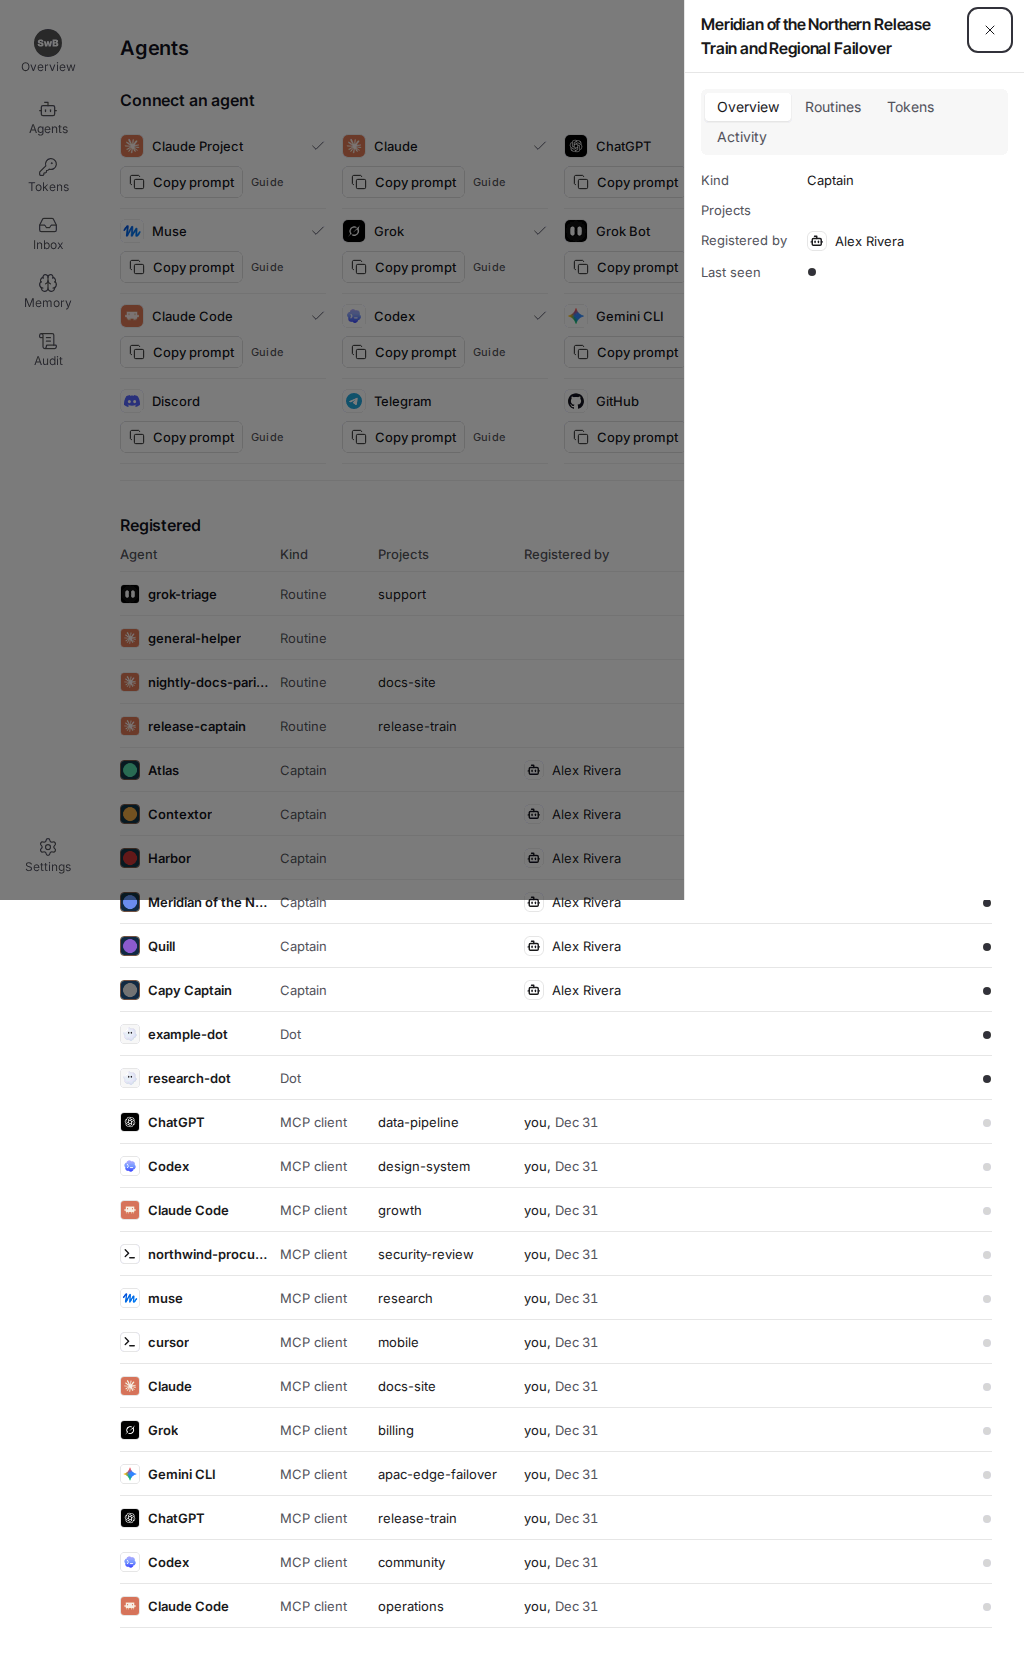 SwB
Overview
Agents
Tokens
Inbox
Memory
Audit
Settings
Agents
Connect an agent
Claude Project
Claude
ChatGPT
Copy prompt Guide
Copy prompt Guide
Copy prompt
Muse
Grok
Grok Bot
Copy prompt Guide
Copy prompt Guide
Copy prompt
Claude Code
Codex
Gemini CLI
Copy prompt Guide
Copy prompt Guide
Copy prompt
Discord
Telegram
GitHub
Copy prompt Guide
Copy prompt Guide
Copy prompt
Registered
Agent Kind Projects Registered by
grok-triage Routine support
general-helper Routine
nightly-docs-pari... Routine docs-site
release-captain Routine release-train
Atlas Captain Alex Rivera
Contextor Captain Alex Rivera
Harbor Captain Alex Rivera
Meridian of the N... Captain Alex Rivera
Quill Captain Alex Rivera
Capy Captain Captain Alex Rivera
example-dot Dot
research-dot Dot
ChatGPT MCP client data-pipeline you, Dec 31
Codex MCP client design-system you, Dec 31
Claude Code MCP client growth you, Dec 31
northwind-procu... MCP client security-review you, Dec 31
muse MCP client research you, Dec 31
cursor MCP client mobile you, Dec 31
Claude MCP client docs-site you, Dec 31
Grok MCP client billing you, Dec 31
Gemini CLI MCP client apac-edge-failover you, Dec 31
ChatGPT MCP client release-train you, Dec 31
Codex MCP client community you, Dec 31
Claude Code MCP client operations you, Dec 31
Meridian of the Northern Release
Train and Regional Failover
Overview Routines Tokens
Activity
Kind Captain
Projects
Registered by Alex Rivera
Last seen